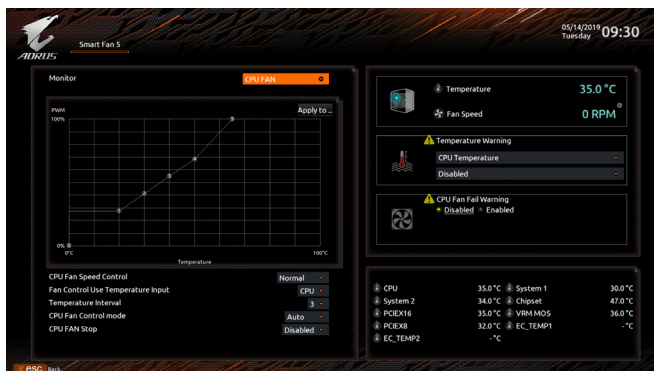 AORUS
Smart Fan 5
05/14/2019
Tuesday
09:30
Monitor
CPU FAN
PWM
100%
Apply to ...
0%
0°C
100°C
Temperature
CPU Fan Speed Control Normal
Fan Control Use Temperature Input CPU
Temperature Interval 3
CPU Fan Control mode Auto
CPU FAN Stop Disabled
Temperature 35.0 °C
Fan Speed 0 RPM
Temperature Warning
CPU Temperature
Disabled
CPU Fan Fail Warning
Disabled Enabled
CPU 35.0°C System 1 30.0°C
System 2 34.0°C Chipset 47.0°C
PCIEX16 35.0°C VRM MOS 36.0°C
PCIEX8 32.0°C EC_TEMP1 -°C
EC_TEMP2 -°C
esc Back